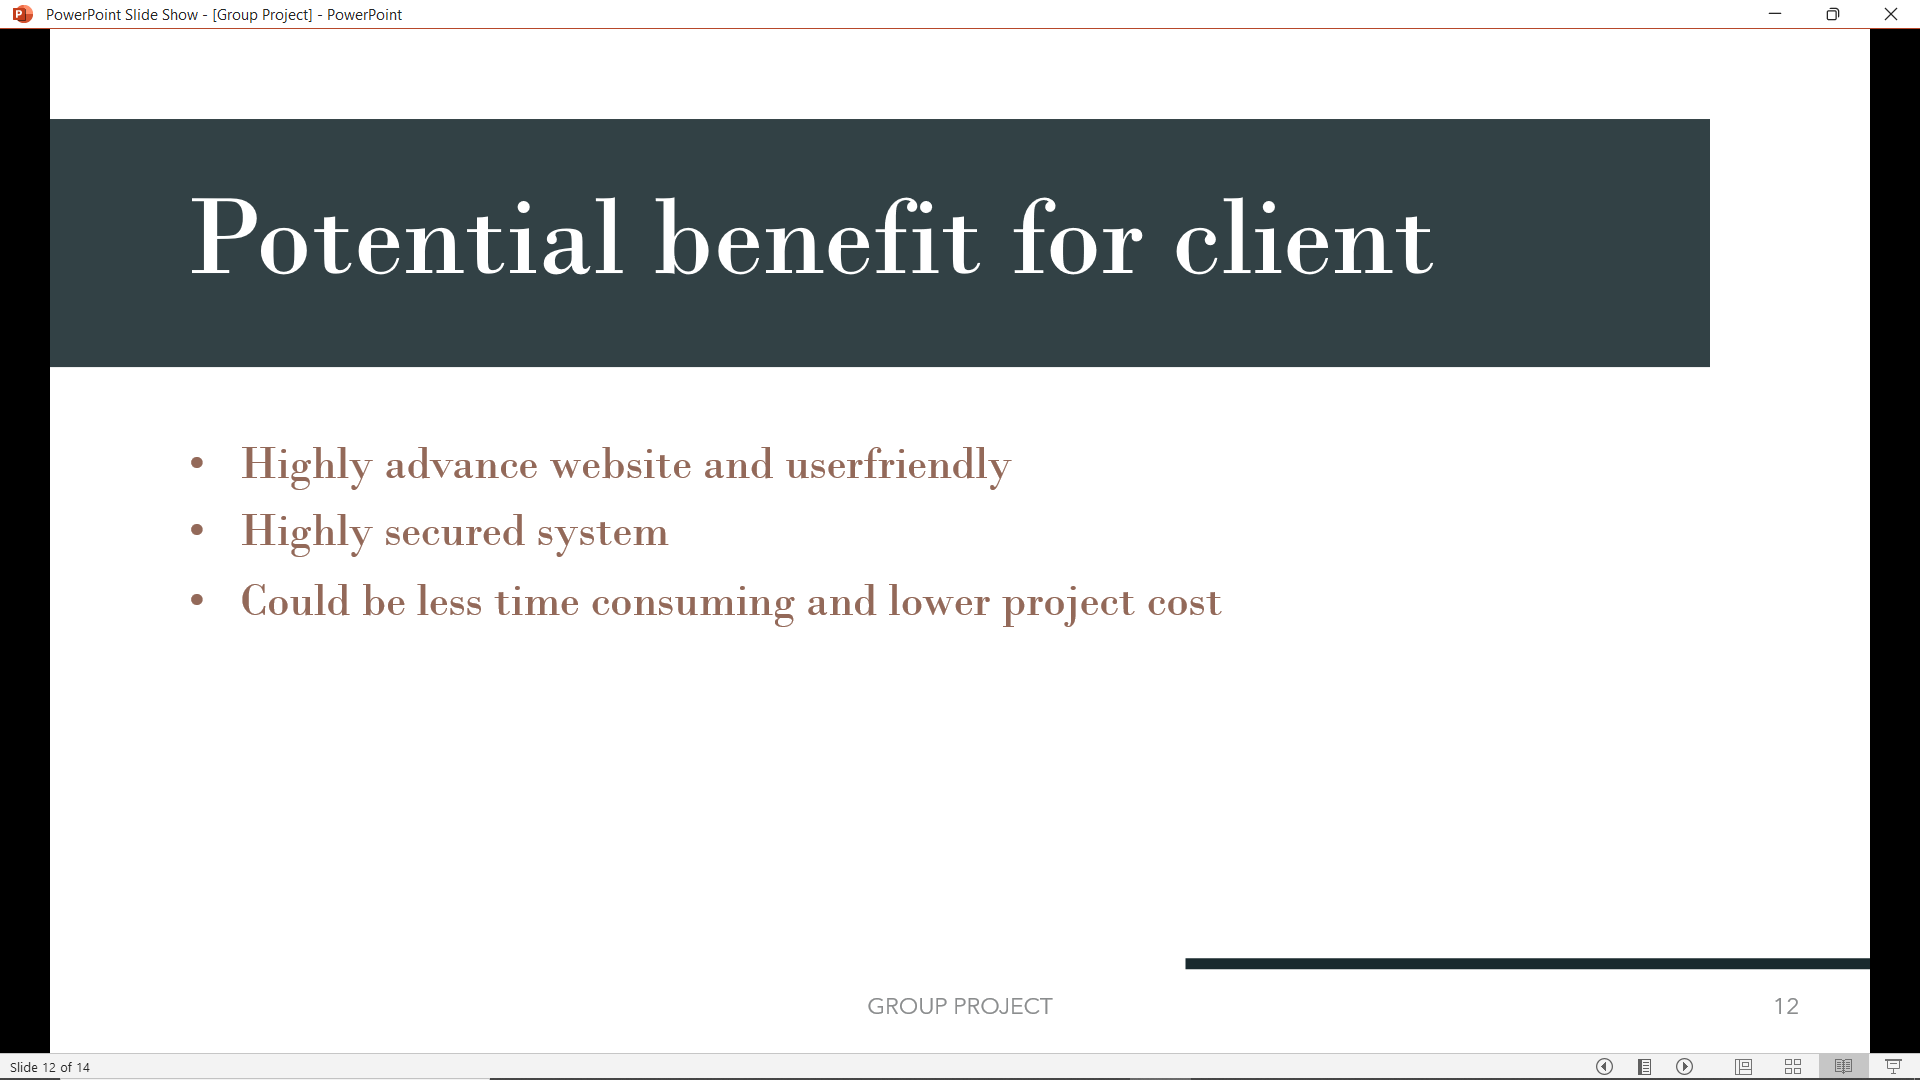 PowerPoint Slide Show - [Group Project] - PowerPoint
Potential benefit for client
• Highly advance website and userfriendly
• Highly secured system
• Could be less time consuming and lower project cost
GROUP PROJECT
12
Slide 12 of 14